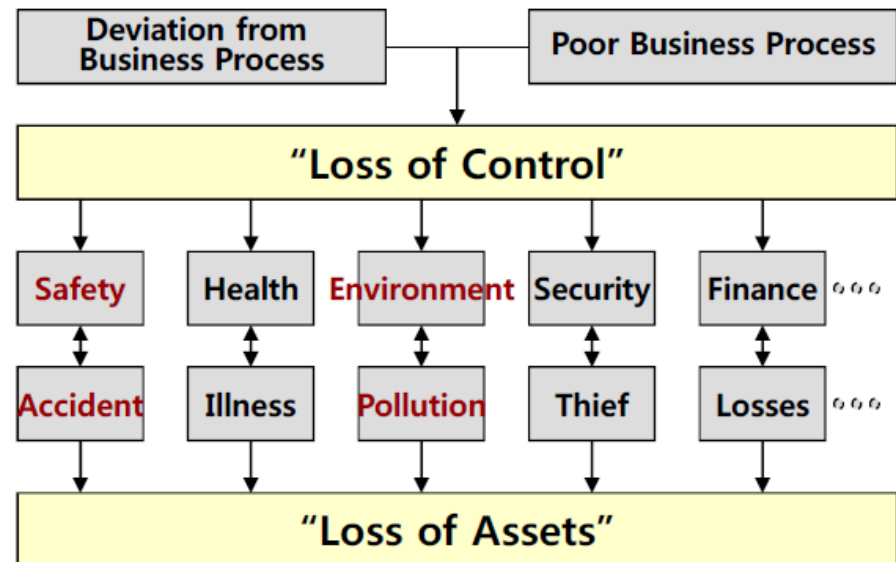 Deviation from
Business Process
Poor Business Process
“Loss of Control”
Safety
Health
Environment
Security
Finance
Accident
Illness
Pollution
Thief
Losses
“Loss of Assets”